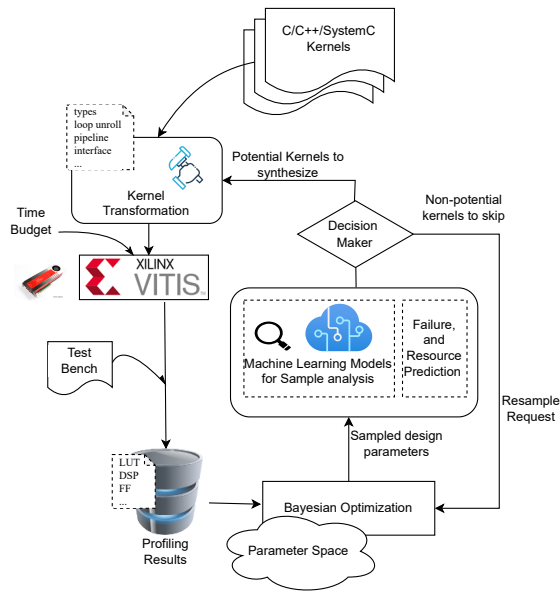 C/C++/SystemC
Kernels
types
loop unroll
pipeline
interface
...
Kernel
Transformation
Potential Kernels to
synthesize
Non-potential
kernels to skip
Decision
Maker
Time
Budget
XILINX
VITIS
Machine Learning Models
for Sample analysis
Failure,
and
Resource
Prediction
Test
Bench
Resample
Request
Sampled design
parameters
LUT
DSP
FF
...
Profiling
Results
Bayesian Optimization
Parameter Space